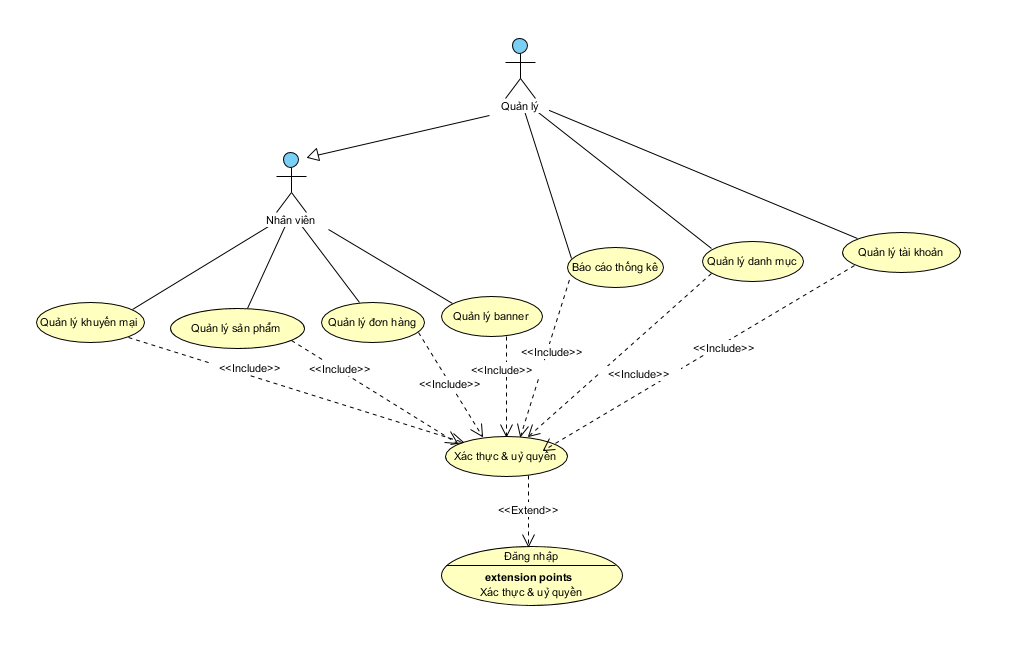 Quản lý
Nhân viên
Quản lý tài khoản
Quản lý danh mục
Báo cáo thống kê
Quản lý khuyến mại
Quản lý sản phẩm
Quản lý đơn hàng
Quản lý banner
<<Include>>
<<Include>>
<<Include>>
<<Include>>
<<Include>>
<<Include>>
<<Include>>
Xác thực & uỷ quyền
<<Extend>>
Đăng nhập
extension points
Xác thực & uỷ quyền